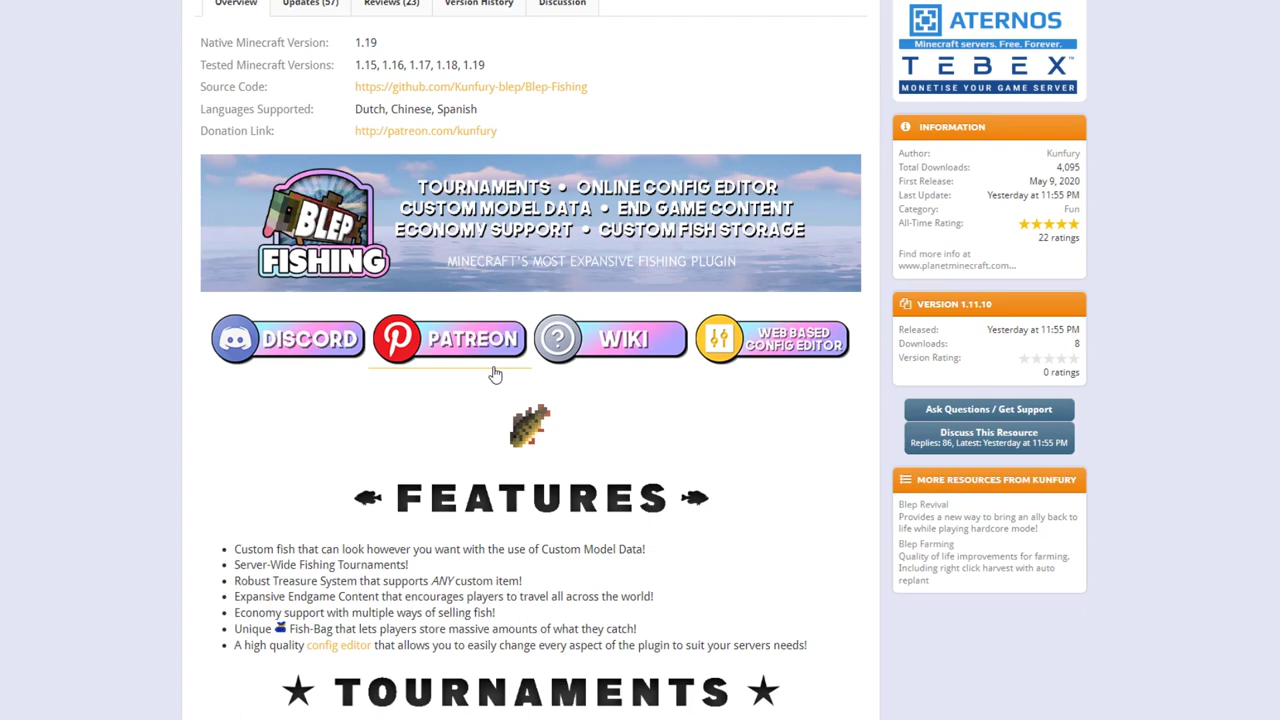 Overview Updates (57) Reviews (23) Version History Discussion
Native Minecraft Version: 1.19
Tested Minecraft Versions: 1.15, 1.16, 1.17, 1.18, 1.19
Source Code: https://github.com/Kunfury-blep/Blep-Fishing
Languages Supported: Dutch, Chinese, Spanish
Donation Link: http://patreon.com/kunfury
BLEP
FISHING
TOURNAMENTS • ONLINE CONFIG EDITOR
CUSTOM MODEL DATA • END GAME CONTENT
ECONOMY SUPPORT • CUSTOM FISH STORAGE
MINECRAFT'S MOST EXPANSIVE FISHING PLUGIN
DISCORD
PATREON
WIKI
WEB BASED
CONFIG EDITOR
FEATURES
• Custom fish that can look however you want with the use of Custom Model Data!
• Server-Wide Fishing Tournaments!
• Robust Treasure System that supports ANY custom item!
• Expansive Endgame Content that encourages players to travel all across the world!
• Economy support with multiple ways of selling fish!
• Unique Fish-Bag that lets players store massive amounts of what they catch!
• A high quality config editor that allows you to easily change every aspect of the plugin to suit your servers needs!
★ TOURNAMENTS ★
ATERNOS
Minecraft servers. Free. Forever.
TEBEX™
MONETISE YOUR GAME SERVER
INFORMATION
Author: Kunfury
Total Downloads: 4,095
First Release: May 9, 2020
Last Update: Yesterday at 11:55 PM
Category: Fun
All-Time Rating:
22 ratings
Find more info at
www.planetminecraft.com...
VERSION 1.11.10
Released: Yesterday at 11:55 PM
Downloads: 8
Version Rating:
0 ratings
Ask Questions / Get Support
Discuss This Resource
Replies: 86, Latest: Yesterday at 11:55 PM
MORE RESOURCES FROM KUNFURY
Blep Revival
Provides a new way to bring an ally back to
life while playing hardcore mode!
Blep Farming
Quality of life improvements for farming.
Including right click harvest with auto
replant